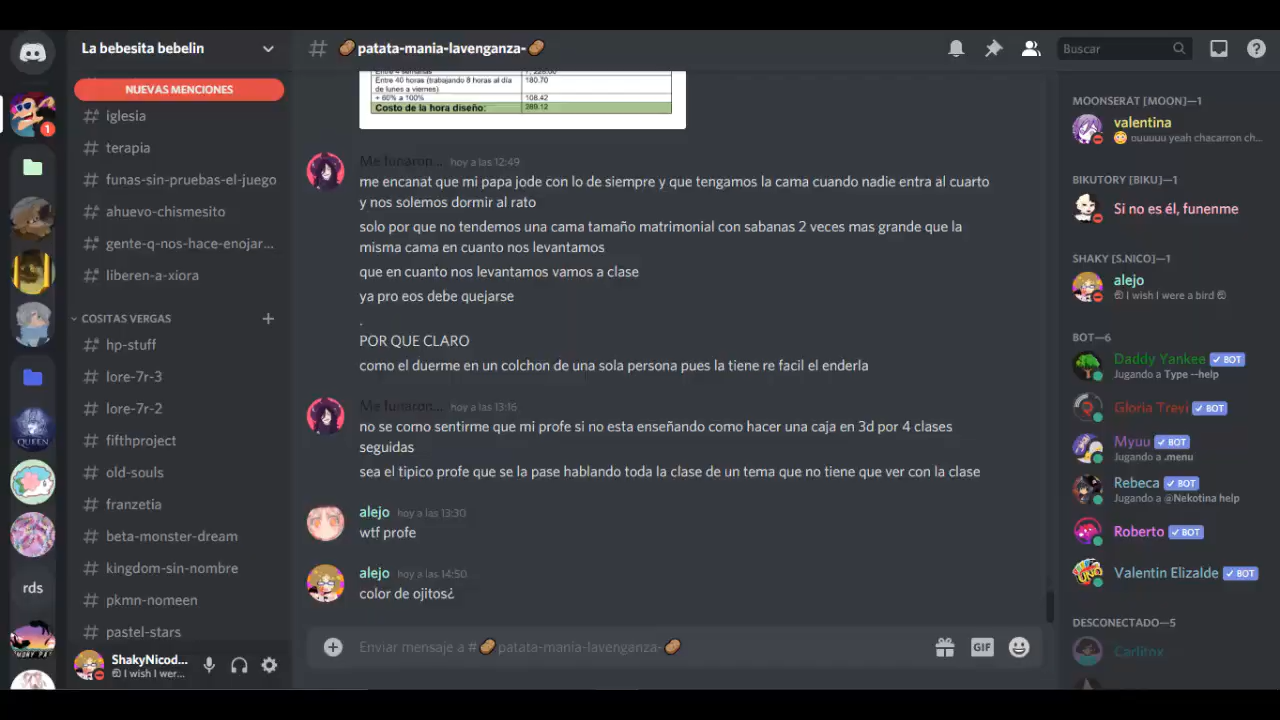 La bebesita bebelin
NUEVAS MENCIONES
1
iglesia
terapia
funas-sin-pruebas-el-juego
ahuevo-chismesito
gente-q-nos-hace-enojar...
liberen-a-xiora
COSITAS VERGAS
hp-stuff
lore-7r-3
lore-7r-2
fifthproject
QUEEN
old-souls
franzetia
beta-monster-dream
kingdom-sin-nombre
rds
pkmn-nomeen
pastel-stars
ShakyNicod...
I wish I wer...
# 🥔patata-mania-lavenganza-🥔
Buscar
Entre 40 horas (trabajando 8 horas al día
de lunes a viernes)
180.70
+ 60% a 100%
108.42
Costo de la hora diseño:
289.12
Me funaron... hoy a las 12:49
me encanat que mi papa jode con lo de siempre y que tengamos la cama cuando nadie entra al cuarto
y nos solemos dormir al rato
solo por que no tendemos una cama tamaño matrimonial con sabanas 2 veces mas grande que la
misma cama en cuanto nos levantamos
que en cuanto nos levantamos vamos a clase
ya pro eos debe quejarse
.
POR QUE CLARO
como el duerme en un colchon de una sola persona pues la tiene re facil el enderla
Me funaron... hoy a las 13:16
no se como sentirme que mi profe si no esta enseñando como hacer una caja en 3d por 4 clases
seguidas
sea el tipico profe que se la pase hablando toda la clase de un tema que no tiene que ver con la clase
alejo hoy a las 13:30
wtf profe
alejo hoy a las 14:50
color de ojitos¿
Enviar mensaje a #🥔patata-mania-lavenganza-🥔
GIF
MOONSERAT [MOON]—1
valentina
😳 ouuuuu yeah chacarron ch...
BIKUTORY [BIKU]—1
Si no es él, funenme
SHAKY [S.NICO]—1
alejo
I wish I were a bird
BOT—6
Daddy Yankee ✓ BOT
Jugando a Type --help
Gloria Trevi ✓ BOT
Myuu ✓ BOT
Jugando a .menu
Rebeca ✓ BOT
Jugando a @Nekotina help
Roberto ✓ BOT
UNO
Valentin Elizalde ✓ BOT
DESCONECTADO—5
Carlitox